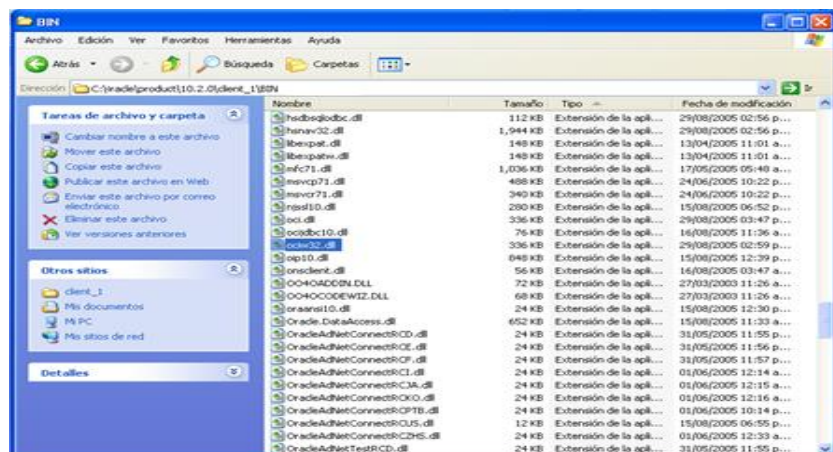 BIN
Archivo Edición Ver Favoritos Herramientas Ayuda
Atrás Búsqueda Carpetas
Dirección C:\oracle\product\10.2.0\client_1\BIN Ir
Tareas de archivo y carpeta
Cambiar nombre a este archivo
Mover este archivo
Copiar este archivo
Publicar este archivo en Web
Enviar este archivo por correo
electrónico
Eliminar este archivo
Ver versiones anteriores
Otros sitios
client_1
Mis documentos
Mi PC
Mis sitios de red
Detalles
Nombre Tamaño Tipo Fecha de modificación
hsdbsqlodbc.dll 112 KB Extensión de la apli... 29/08/2005 02:56 p...
hsnav32.dll 1,944 KB Extensión de la apli... 29/08/2005 02:56 p...
libexpat.dll 148 KB Extensión de la apli... 13/04/2005 11:01 a...
libexpatw.dll 148 KB Extensión de la apli... 13/04/2005 11:01 a...
mfc71.dll 1,036 KB Extensión de la apli... 17/05/2005 05:48 a...
msvcp71.dll 488 KB Extensión de la apli... 24/06/2005 10:22 p...
msvcr71.dll 340 KB Extensión de la apli... 24/06/2005 10:22 p...
njssl10.dll 280 KB Extensión de la apli... 15/08/2005 06:52 p...
oci.dll 336 KB Extensión de la apli... 29/08/2005 03:47 p...
ocijdbc10.dll 76 KB Extensión de la apli... 16/08/2005 11:36 a...
ociw32.dll 336 KB Extensión de la apli... 29/08/2005 02:59 p...
oip10.dll 848 KB Extensión de la apli... 15/08/2005 12:39 p...
onsclient.dll 56 KB Extensión de la apli... 16/08/2005 03:47 a...
OO4OADDIN.DLL 72 KB Extensión de la apli... 27/03/2003 11:26 a...
OO4OCODEWIZ.DLL 68 KB Extensión de la apli... 27/03/2003 11:26 a...
oraansi10.dll 24 KB Extensión de la apli... 15/08/2005 12:30 p...
Oracle.DataAccess.dll 652 KB Extensión de la apli... 15/08/2005 11:33 a...
OracleAdNetConnectRCD.dll 24 KB Extensión de la apli... 31/05/2005 11:55 p...
OracleAdNetConnectRCE.dll 24 KB Extensión de la apli... 31/05/2005 11:56 p...
OracleAdNetConnectRCF.dll 24 KB Extensión de la apli... 31/05/2005 11:57 p...
OracleAdNetConnectRCI.dll 24 KB Extensión de la apli... 01/06/2005 12:14 a...
OracleAdNetConnectRCJA.dll 24 KB Extensión de la apli... 01/06/2005 12:15 a...
OracleAdNetConnectRCKO.dll 24 KB Extensión de la apli... 01/06/2005 12:16 a...
OracleAdNetConnectRCPTB.dll 24 KB Extensión de la apli... 01/06/2005 10:14 p...
OracleAdNetConnectRCUS.dll 12 KB Extensión de la apli... 15/08/2005 06:55 p...
OracleAdNetConnectRCZHS.dll 24 KB Extensión de la apli... 01/06/2005 12:33 a...
OracleAdNetTestRCD.dll 24 KB Extensión de la apli... 31/05/2005 11:55 p...